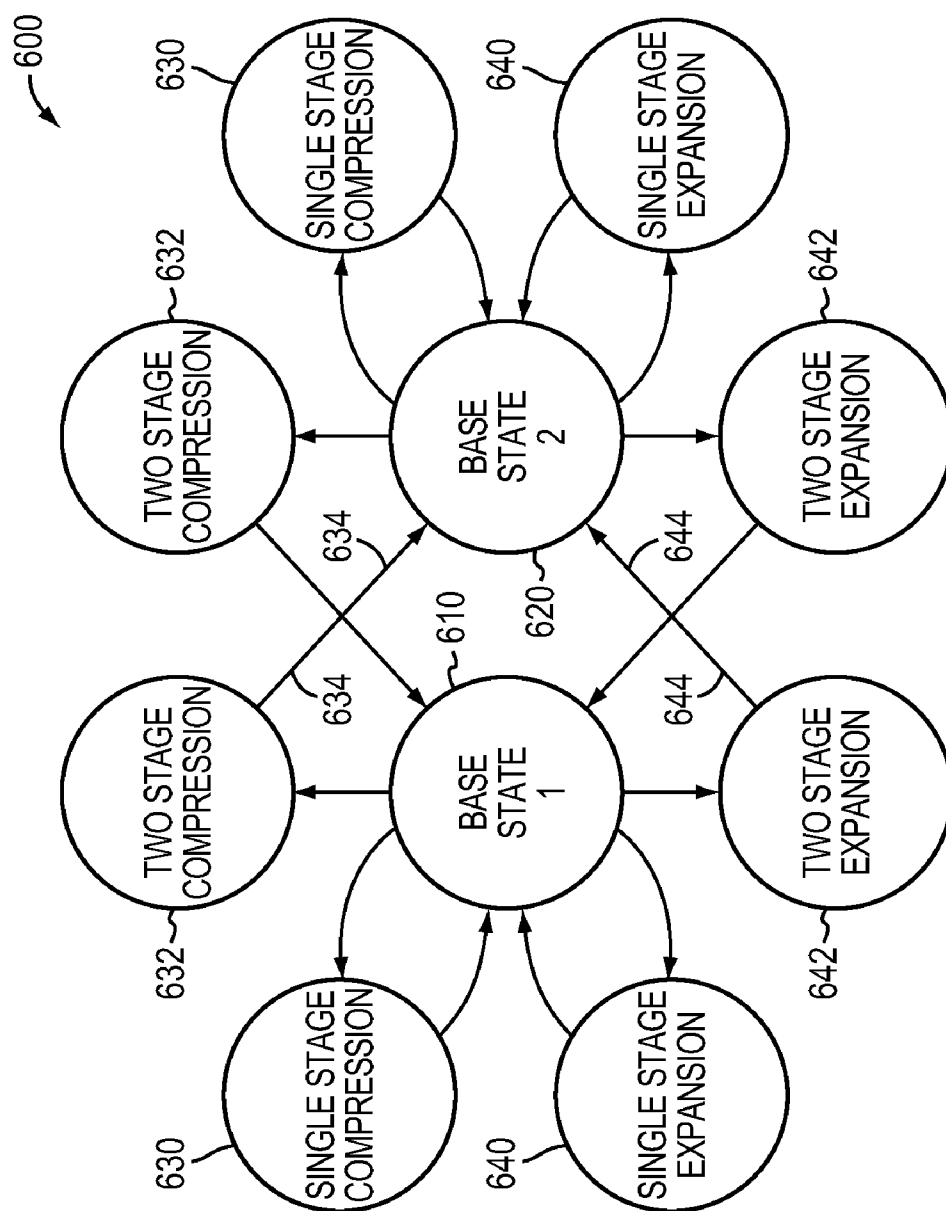 600
630
SINGLE STAGE
COMPRESSION
640
SINGLE STAGE
EXPANSION
632
TWO STAGE
COMPRESSION
642
TWO STAGE
EXPANSION
BASE
STATE
2
620
634
644
610
634
644
BASE
STATE
1
632
TWO STAGE
COMPRESSION
642
TWO STAGE
EXPANSION
630
SINGLE STAGE
COMPRESSION
640
SINGLE STAGE
EXPANSION